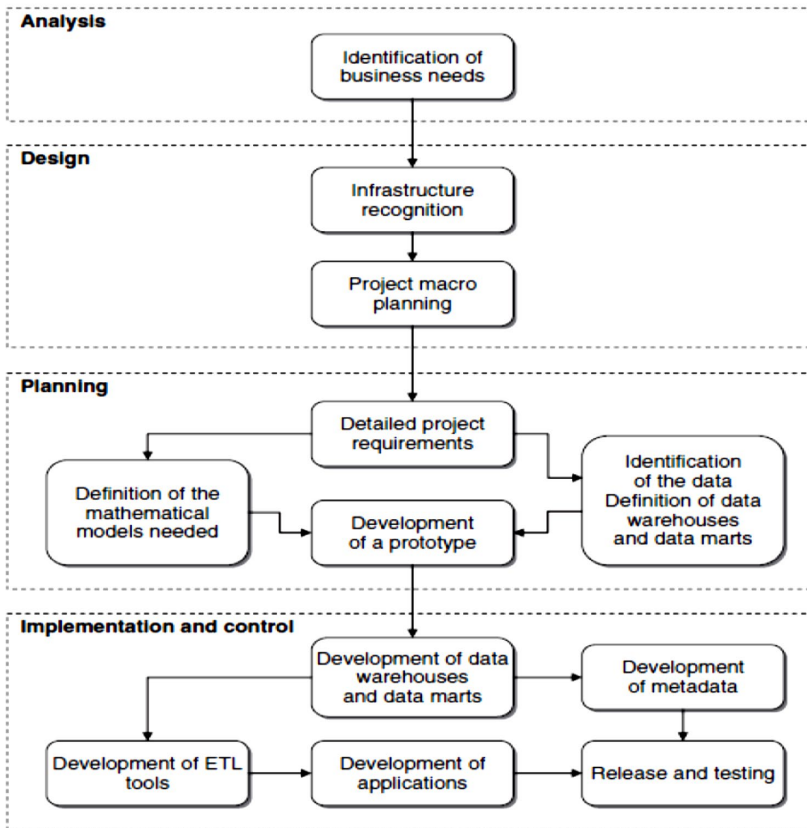 Analysis
Identification of
business needs
Design
Infrastructure
recognition
Project macro
planning
Planning
Detailed project
requirements
Definition of the
mathematical
models needed
Development
of a prototype
Identification
of the data
Definition of data
warehouses
and data marts
Implementation and control
Development of data
warehouses
and data marts
Development
of metadata
Development of ETL
tools
Development of
applications
Release and testing